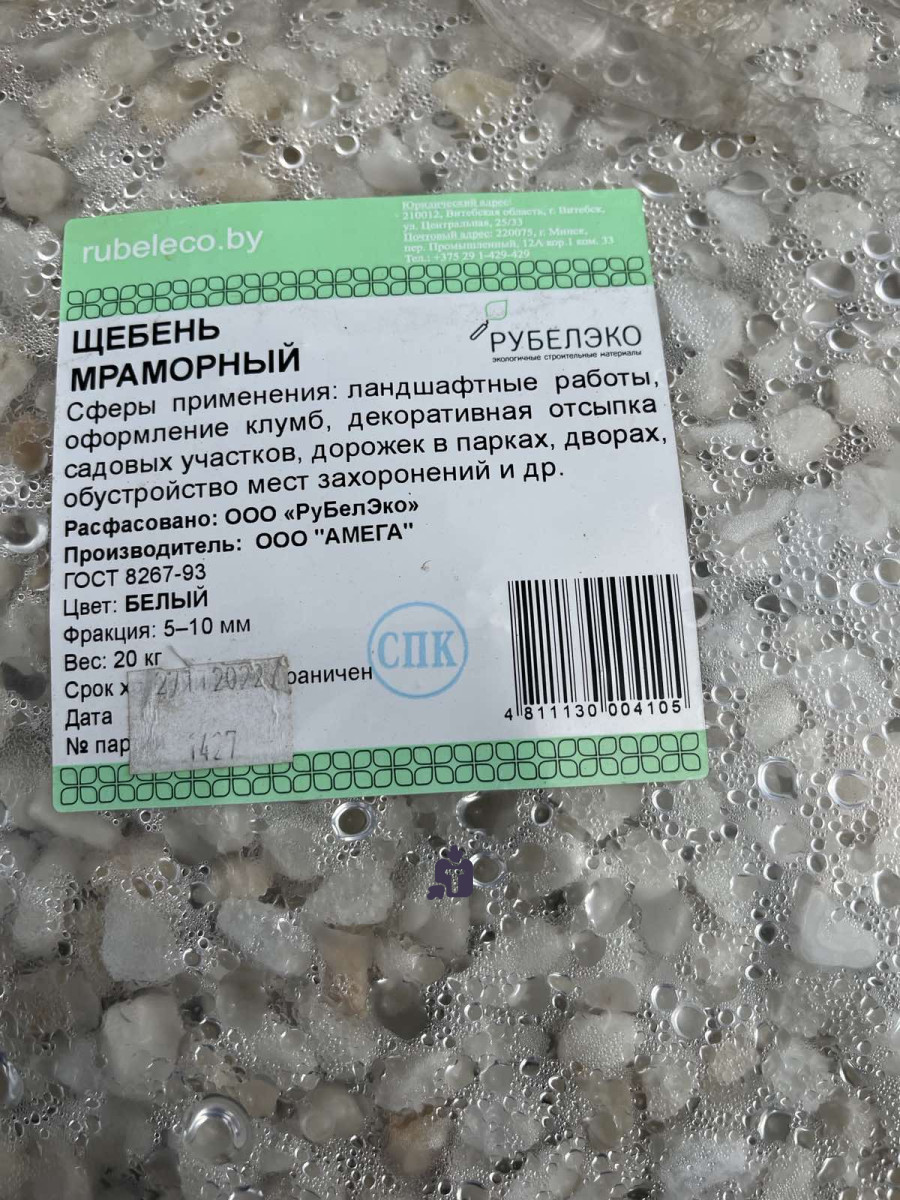 rubeleco.by
Юридический адрес:
210012, Витебская область, г. Витебск,
ул. Центральная, 25/33
Почтовый адрес: 220075, г. Минск,
пер. Промышленный, 12А кор 1 ком. 33
Тел.: +375 29 1-429-429
ЩЕБЕНЬ
МРАМОРНЫЙ
РУБЕЛЭКО
экологичные строительные материалы
Сферы применения: ландшафтные работы,
оформление клумб, декоративная отсыпка
садовых участков, дорожек в парках, дворах,
обустройство мест захоронений и др.
Расфасовано: ООО «РуБелЭко»
Производитель: ООО "АМЕГА"
ГОСТ 8267-93
Цвет: БЕЛЫЙ
Фракция: 5–10 мм
Вес: 20 кг
Срок х раничен
Дата
№ пар
1427
СПК
4 811130 004105
T